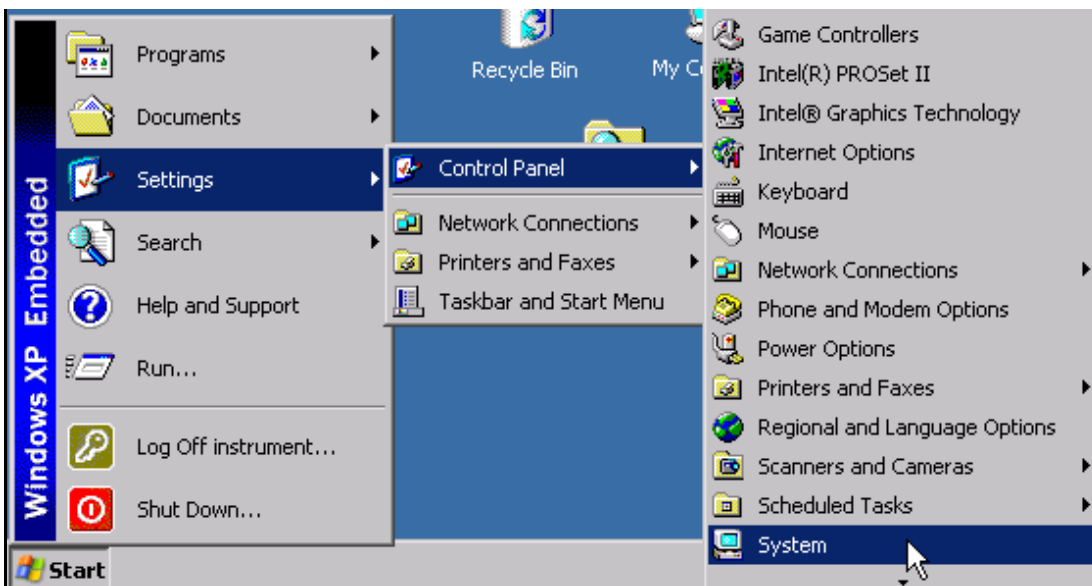 Windows XP Embedded
Programs
Documents
Settings
Search
Help and Support
Run...
Log Off instrument...
Shut Down...
Start
Recycle Bin
My C
Control Panel
Network Connections
Printers and Faxes
Taskbar and Start Menu
Game Controllers
Intel(R) PROSet II
Intel® Graphics Technology
Internet Options
Keyboard
Mouse
Network Connections
Phone and Modem Options
Power Options
Printers and Faxes
Regional and Language Options
Scanners and Cameras
Scheduled Tasks
System